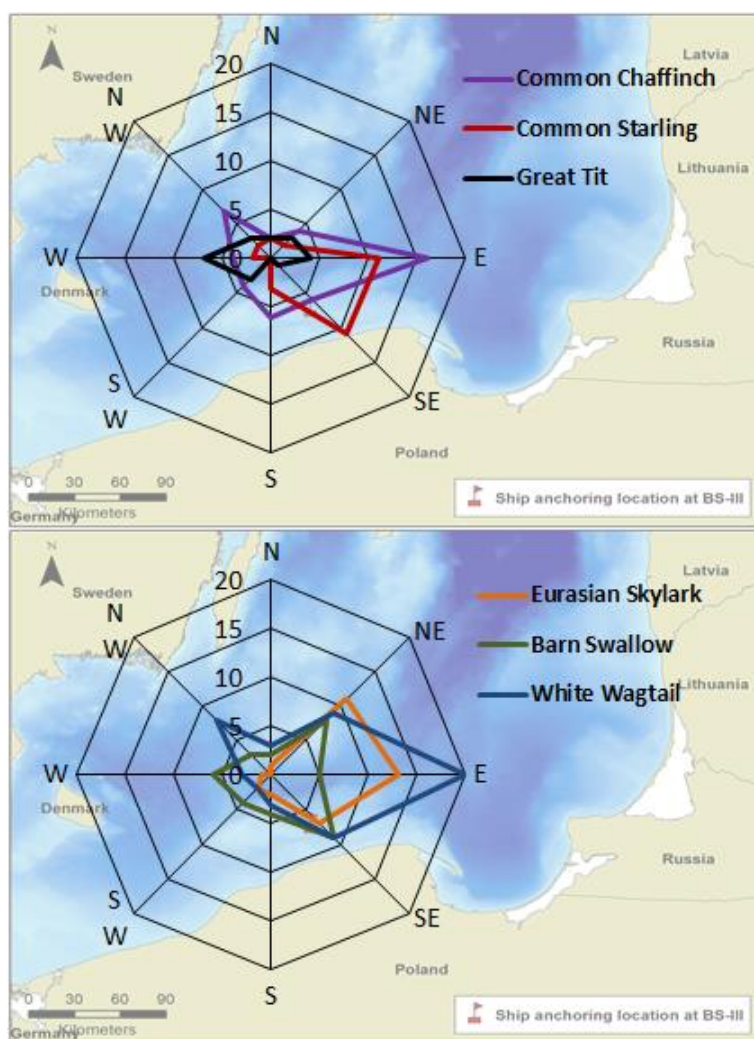 N
N
Sweden
Latvia
20
Common Chaffinch
N
W
NE
15
Common Starling
10
Great Tit
Lithuania
5
W
0
E
Denmark
Russia
S
W
SE
Poland
S
0 30 60 90
Kilometers
Germany
Ship anchoring location at BS-III
N
N
Sweden
Latvia
20
Eurasian Skylark
N
W
NE
15
Barn Swallow
10
White Wagtail
Lithuania
5
W
0
E
Denmark
Russia
S
W
SE
Poland
S
0 30 60 90
Kilometers
Germany
Ship anchoring location at BS-III